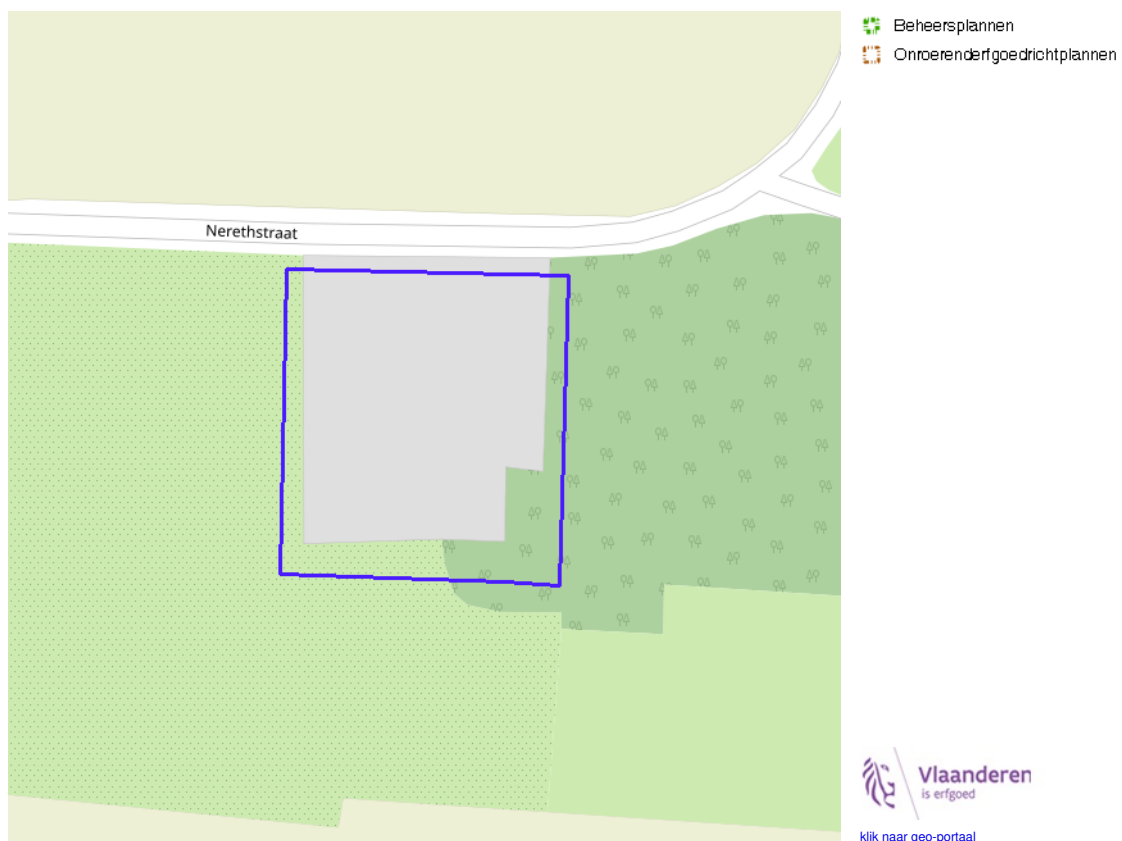 Beheersplannen
Onroerenderfgoedrichtplannen
Nerethstraat
Vlaanderen
is erfgoed
klik naar geo-portaal